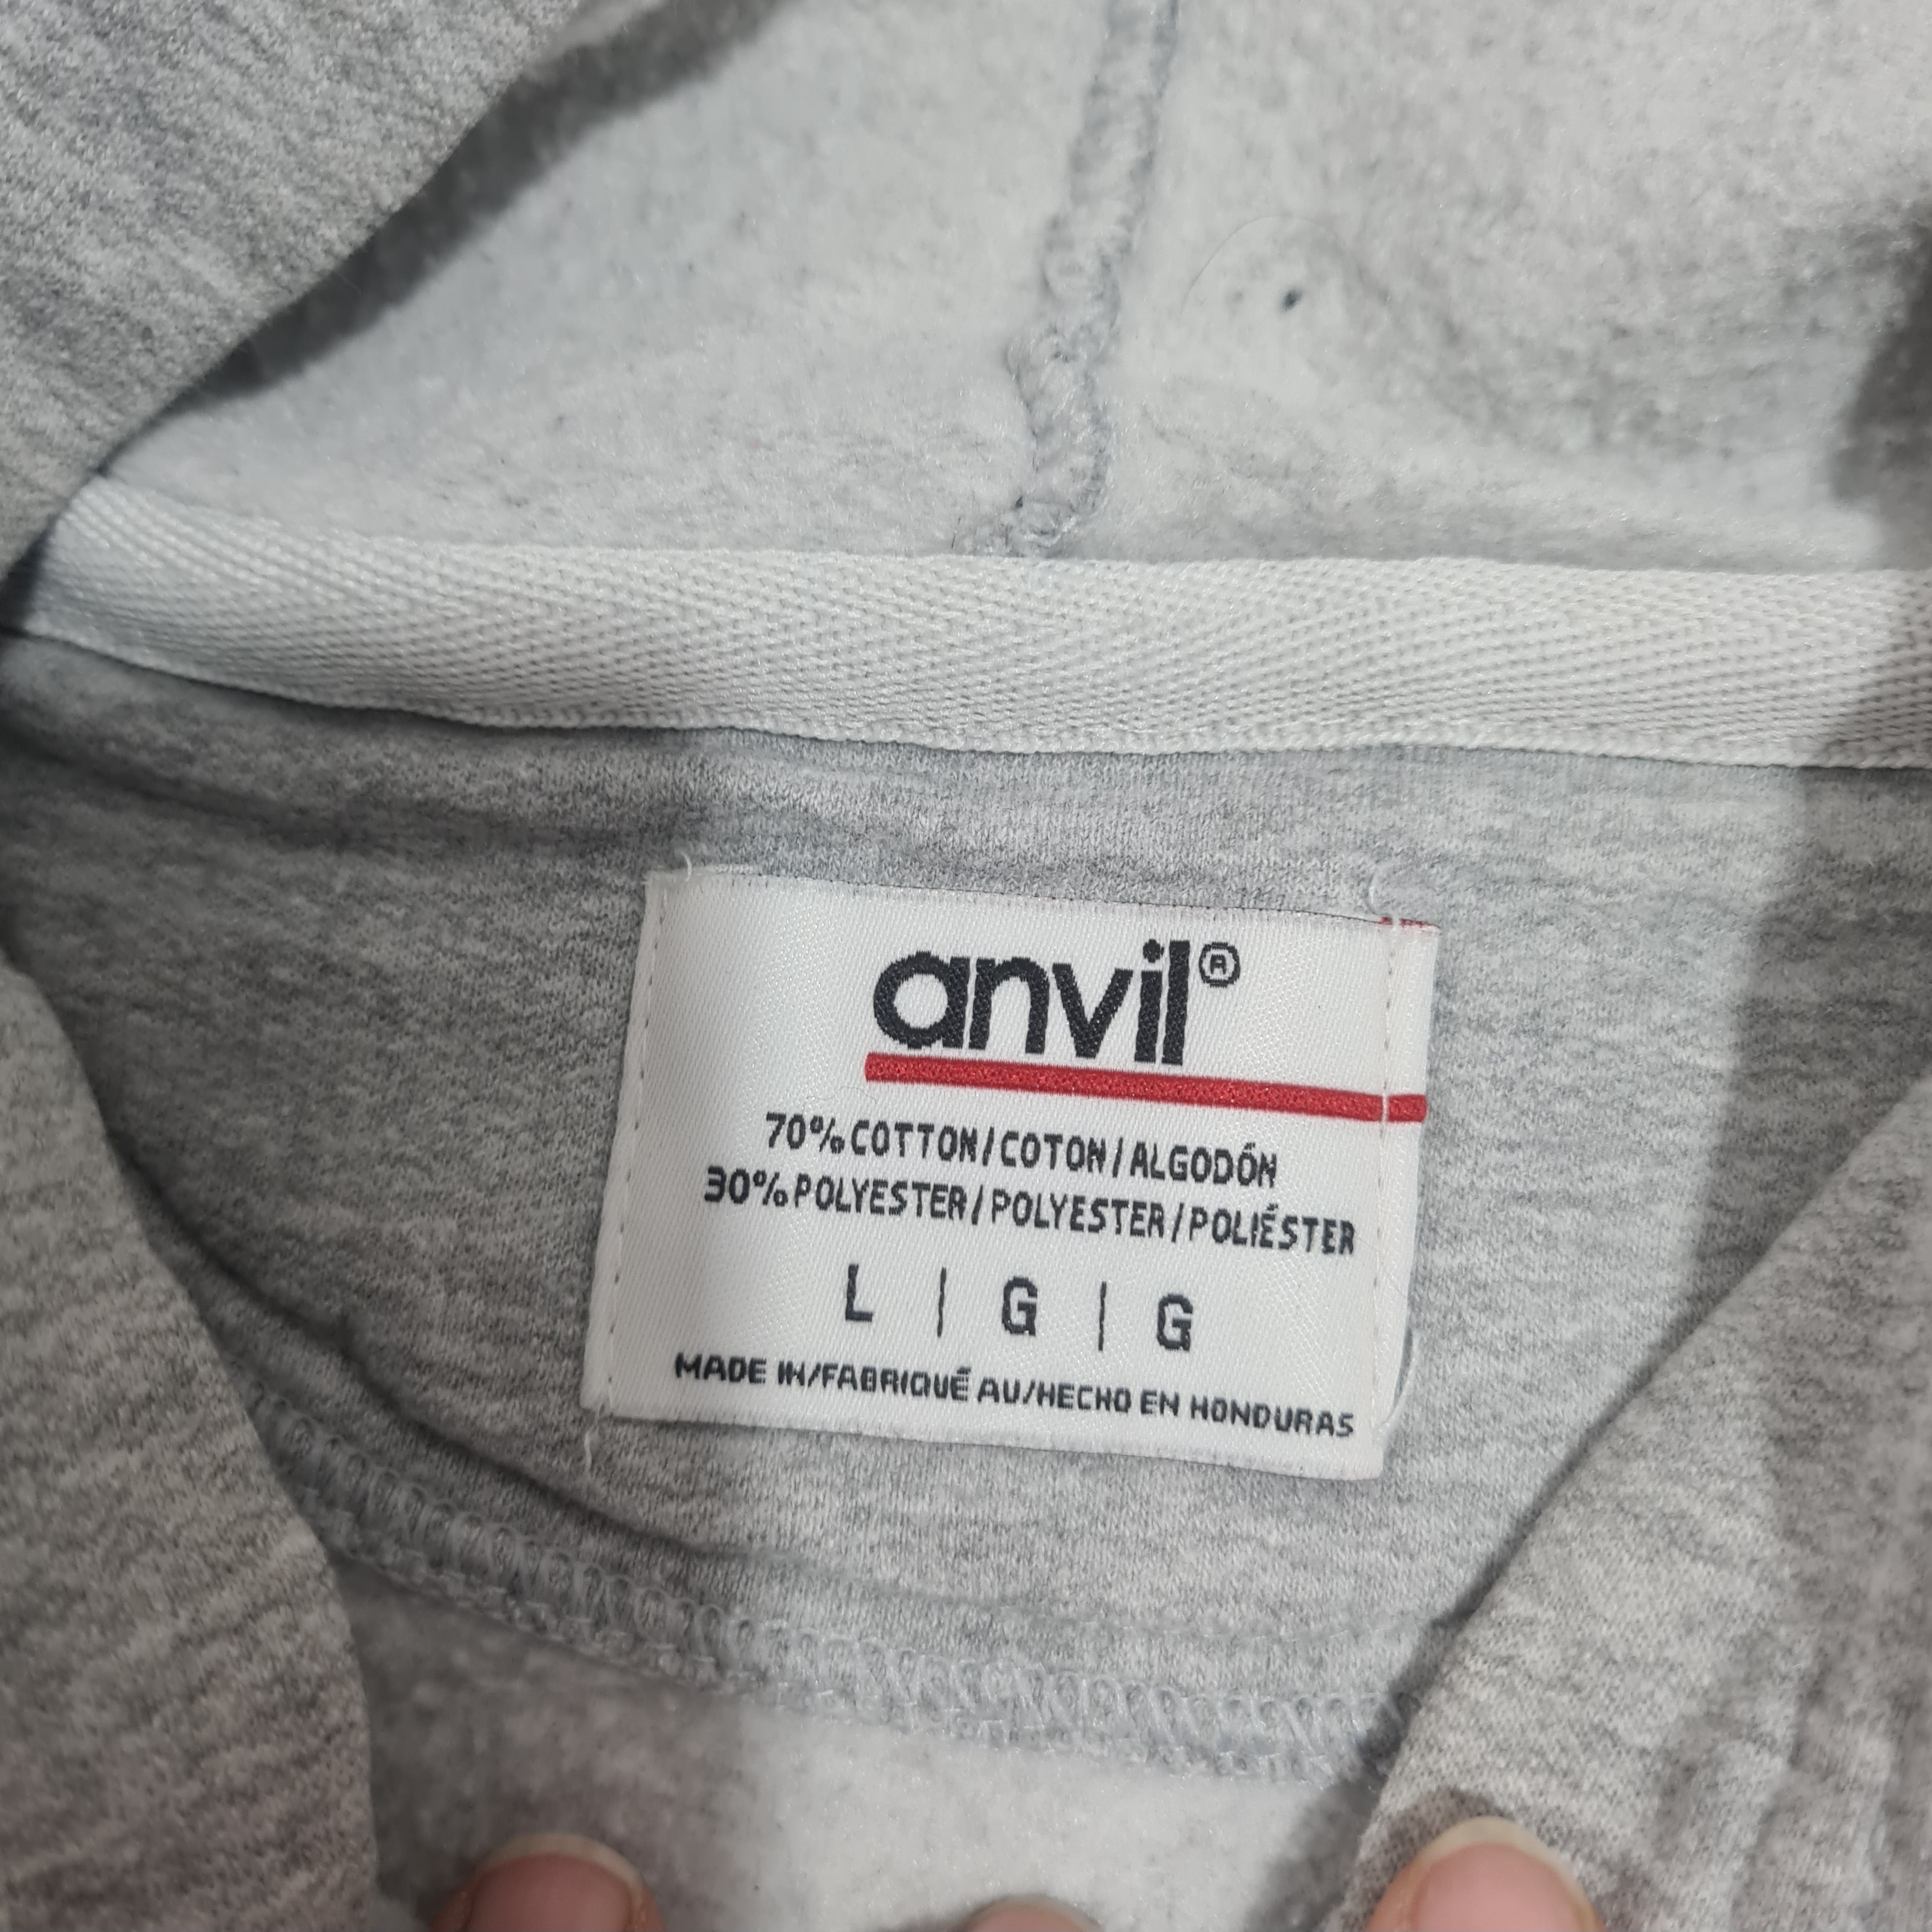 anvil®
70% COTTON/COTON/ALGODÓN
30% POLYESTER/POLYESTER/POLIÉSTER
L | G | G
MADE IN/FABRIQUÉ AU/HECHO EN HONDURAS